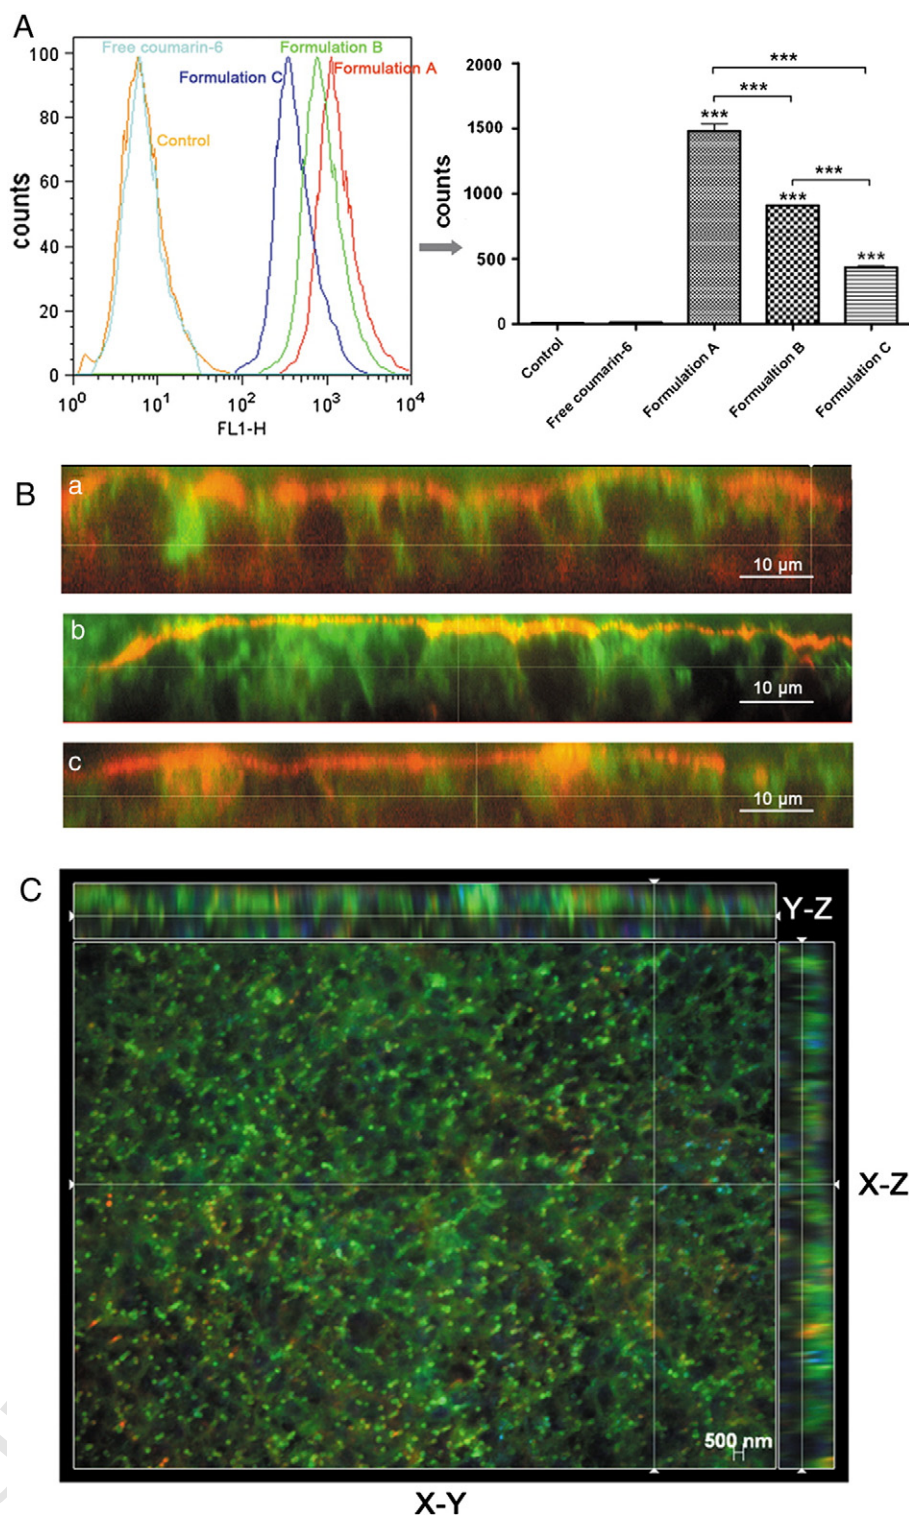 A
Free coumarin-6
Formulation B
Formulation A
Formulation C
Control
counts
100
80
60
40
20
0
10^0
10^1
10^2
10^3
10^4
FL1-H
counts
2000
1500
1000
500
0
***
***
***
***
***
***
Control
Free coumarin-6
Formulation A
Formualtion B
Formulation C
B
a
10 µm
b
10 µm
c
10 µm
C
Y-Z
X-Z
500 nm
X-Y